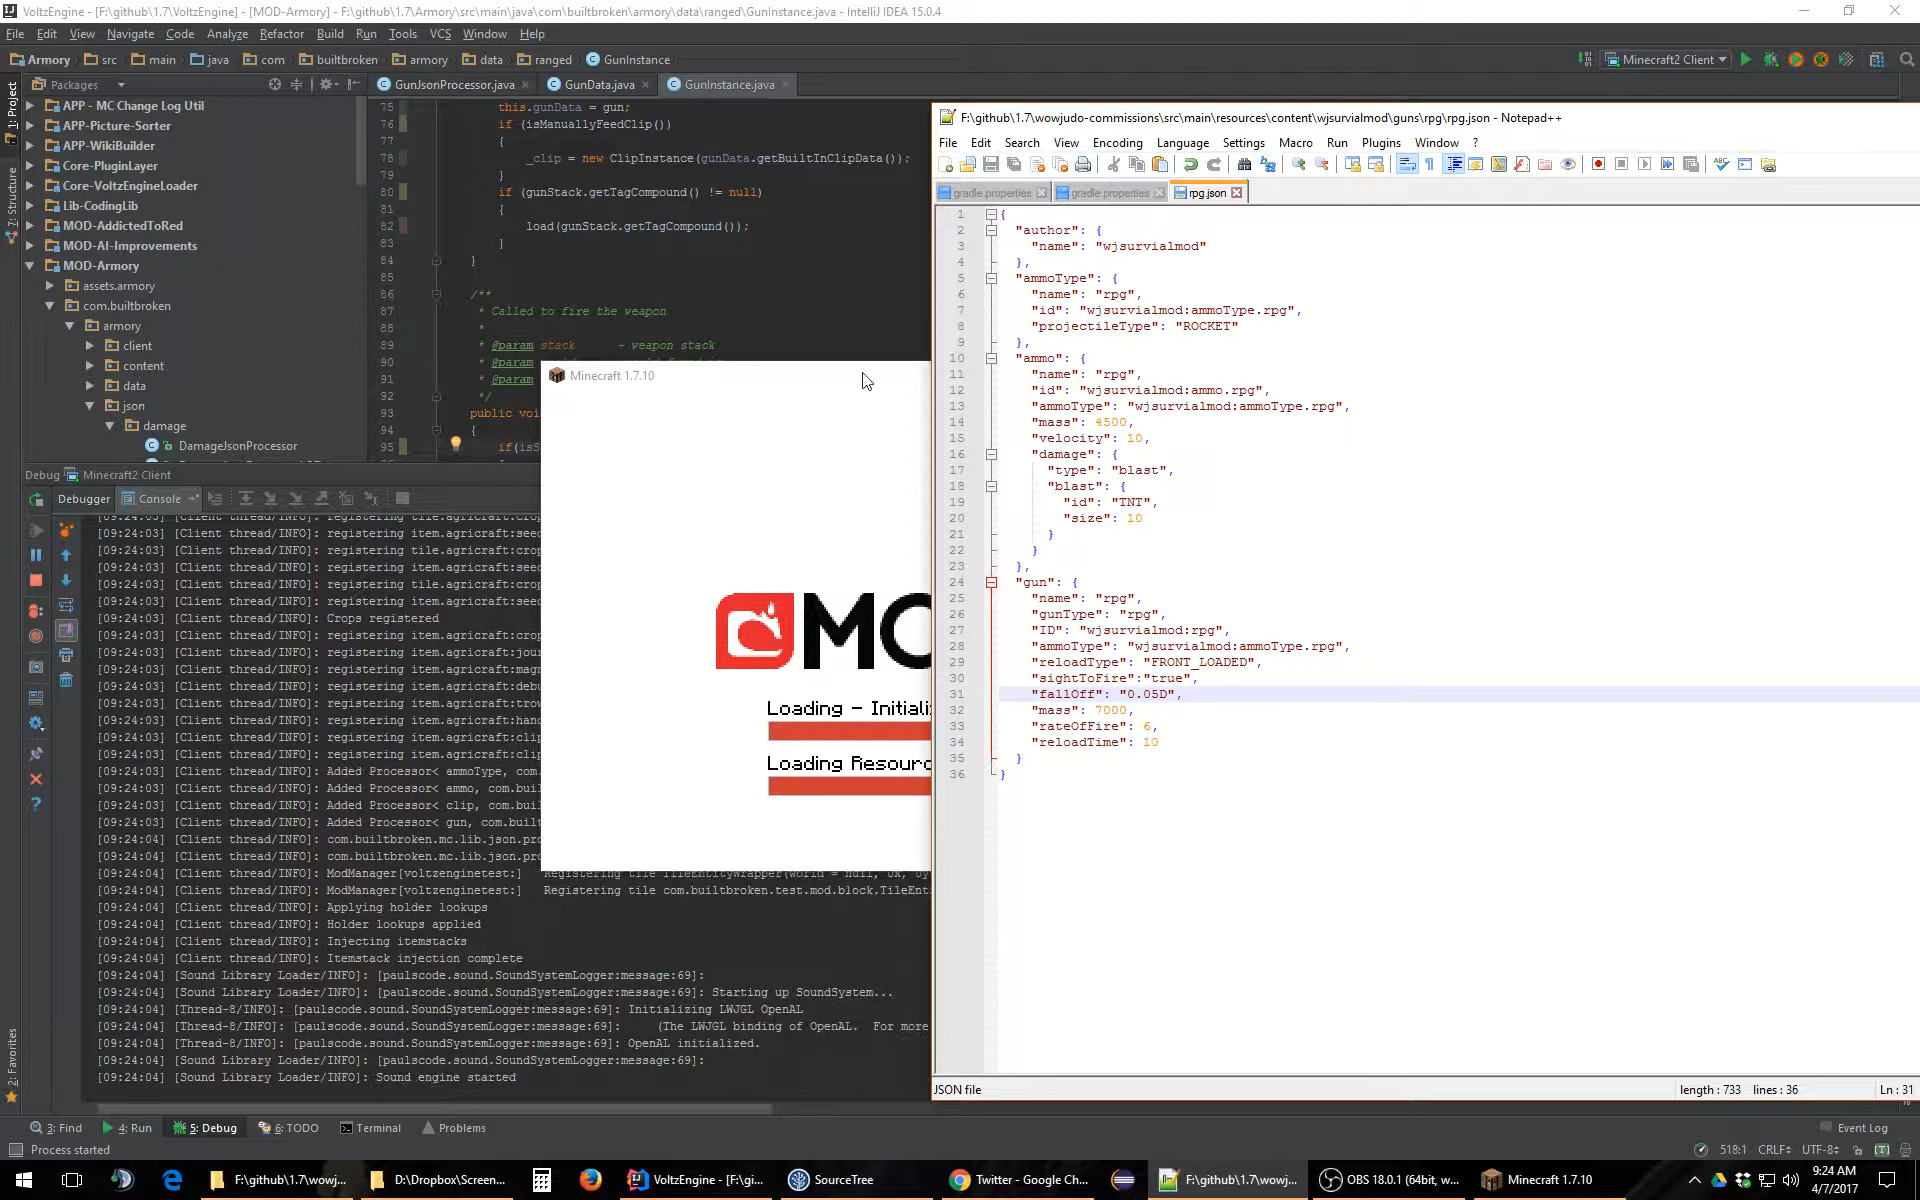 VoltzEngine - [F:\github\1.7\VoltzEngine] - [MOD-Armory] - F:\github\1.7\Armory\src\main\java\com\builtbroken\armory\data\ranged\GunInstance.java - IntelliJ IDEA 15.0.4
File Edit View Navigate Code Analyze Refactor Build Run Tools VCS Window Help
Armory src main java com builtbroken armory data ranged GunInstance
Minecraft2 Client
Packages
GunJsonProcessor.java GunData.java GunInstance.java
1: Project
7: Structure
2: Favorites
APP - MC Change Log Util
APP-Picture-Sorter
APP-WikiBuilder
Core-PluginLayer
Core-VoltzEngineLoader
Lib-CodingLib
MOD-AddictedToRed
MOD-AI-Improvements
MOD-Armory
assets.armory
com.builtbroken
armory
client
content
data
json
damage
DamageJsonProcessor
75 this.gunData = gun;
76 if (isManuallyFeedClip())
77 {
78 _clip = new ClipInstance(gunData.getBuiltInClipData());
79 }
80 if (gunStack.getTagCompound() != null)
81 {
82 load(gunStack.getTagCompound());
83 }
84 }
85
86 /**
87 * Called to fire the weapon
88 *
89 * @param stack - weapon stack
90 * @param
91 * @param
92 */
93 public voi
94 {
95 if(isS
Debug Minecraft2 Client
Debugger Console
[09:24:03] [Client thread/INFO]: registering tile.agricraft:crop
[09:24:03] [Client thread/INFO]: registering item.agricraft:seed
[09:24:03] [Client thread/INFO]: registering tile.agricraft:crop
[09:24:03] [Client thread/INFO]: registering item.agricraft:seed
[09:24:03] [Client thread/INFO]: registering tile.agricraft:crop
[09:24:03] [Client thread/INFO]: registering item.agricraft:seed
[09:24:03] [Client thread/INFO]: Crops registered
[09:24:03] [Client thread/INFO]: registering item.agricraft:crop
[09:24:03] [Client thread/INFO]: registering item.agricraft:jour
[09:24:03] [Client thread/INFO]: registering item.agricraft:magn
[09:24:03] [Client thread/INFO]: registering item.agricraft:debu
[09:24:03] [Client thread/INFO]: registering item.agricraft:trow
[09:24:03] [Client thread/INFO]: registering item.agricraft:hand
[09:24:03] [Client thread/INFO]: registering item.agricraft:clip
[09:24:03] [Client thread/INFO]: registering item.agricraft:clip
[09:24:03] [Client thread/INFO]: Added Processor< ammoType, com.
[09:24:03] [Client thread/INFO]: Added Processor< ammo, com.buil
[09:24:03] [Client thread/INFO]: Added Processor< clip, com.buil
[09:24:03] [Client thread/INFO]: Added Processor< gun, com.built
[09:24:04] [Client thread/INFO]: com.builtbroken.mc.lib.json.pro
[09:24:04] [Client thread/INFO]: com.builtbroken.mc.lib.json.pro
[09:24:04] [Client thread/INFO]: ModManager[voltzenginetest:] Registering tile TileEntityWrapper(world = null, 0x, 0y
[09:24:04] [Client thread/INFO]: ModManager[voltzenginetest:] Registering tile com.builtbroken.test.mod.block.TileEnti
[09:24:04] [Client thread/INFO]: Applying holder lookups
[09:24:04] [Client thread/INFO]: Holder lookups applied
[09:24:04] [Client thread/INFO]: Injecting itemstacks
[09:24:04] [Client thread/INFO]: Itemstack injection complete
[09:24:04] [Sound Library Loader/INFO]: [paulscode.sound.SoundSystemLogger:message:69]:
[09:24:04] [Sound Library Loader/INFO]: [paulscode.sound.SoundSystemLogger:message:69]: Starting up SoundSystem...
[09:24:04] [Thread-8/INFO]: [paulscode.sound.SoundSystemLogger:message:69]: Initializing LWJGL OpenAL
[09:24:04] [Thread-8/INFO]: [paulscode.sound.SoundSystemLogger:message:69]: (The LWJGL binding of OpenAL. For more
[09:24:04] [Thread-8/INFO]: [paulscode.sound.SoundSystemLogger:message:69]: OpenAL initialized.
[09:24:04] [Sound Library Loader/INFO]: [paulscode.sound.SoundSystemLogger:message:69]:
[09:24:04] [Sound Library Loader/INFO]: Sound engine started
Minecraft 1.7.10
MO
Loading - Initiali
Loading Resourc
F:\github\1.7\wowjudo-commissions\src\main\resources\content\wjsurvialmod\guns\rpg\rpg.json - Notepad++
File Edit Search View Encoding Language Settings Macro Run Plugins Window ?
gradle.properties gradle.properties rpg.json
1 {
2 "author": {
3 "name": "wjsurvialmod"
4 },
5 "ammoType": {
6 "name": "rpg",
7 "id": "wjsurvialmod:ammoType.rpg",
8 "projectileType": "ROCKET"
9 },
10 "ammo": {
11 "name": "rpg",
12 "id": "wjsurvialmod:ammo.rpg",
13 "ammoType": "wjsurvialmod:ammoType.rpg",
14 "mass": 4500,
15 "velocity": 10,
16 "damage": {
17 "type": "blast",
18 "blast": {
19 "id": "TNT",
20 "size": 10
21 }
22 }
23 },
24 "gun": {
25 "name": "rpg",
26 "gunType": "rpg",
27 "ID": "wjsurvialmod:rpg",
28 "ammoType": "wjsurvialmod:ammoType.rpg",
29 "reloadType": "FRONT_LOADED",
30 "sightToFire":"true",
31 "fallOff": "0.05D",
32 "mass": 7000,
33 "rateOfFire": 6,
34 "reloadTime": 10
35 }
36 }
JSON file length : 733 lines : 36 Ln : 31
3: Find 4: Run 5: Debug 6: TODO Terminal Problems Event Log
Process started 518:1 CRLF UTF-8
F:\github\1.7\wowj... D:\Dropbox\Screen... VoltzEngine - [F:\gi... SourceTree Twitter - Google Ch... F:\github\1.7\wowj... OBS 18.0.1 (64bit, w... Minecraft 1.7.10
9:24 AM
4/7/2017